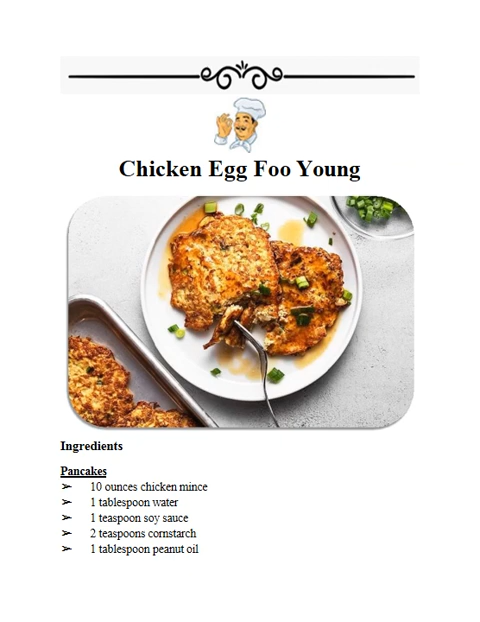 Chicken Egg Foo Young
Ingredients
Pancakes
➢ 10 ounces chicken mince
➢ 1 tablespoon water
➢ 1 teaspoon soy sauce
➢ 2 teaspoons cornstarch
➢ 1 tablespoon peanut oil